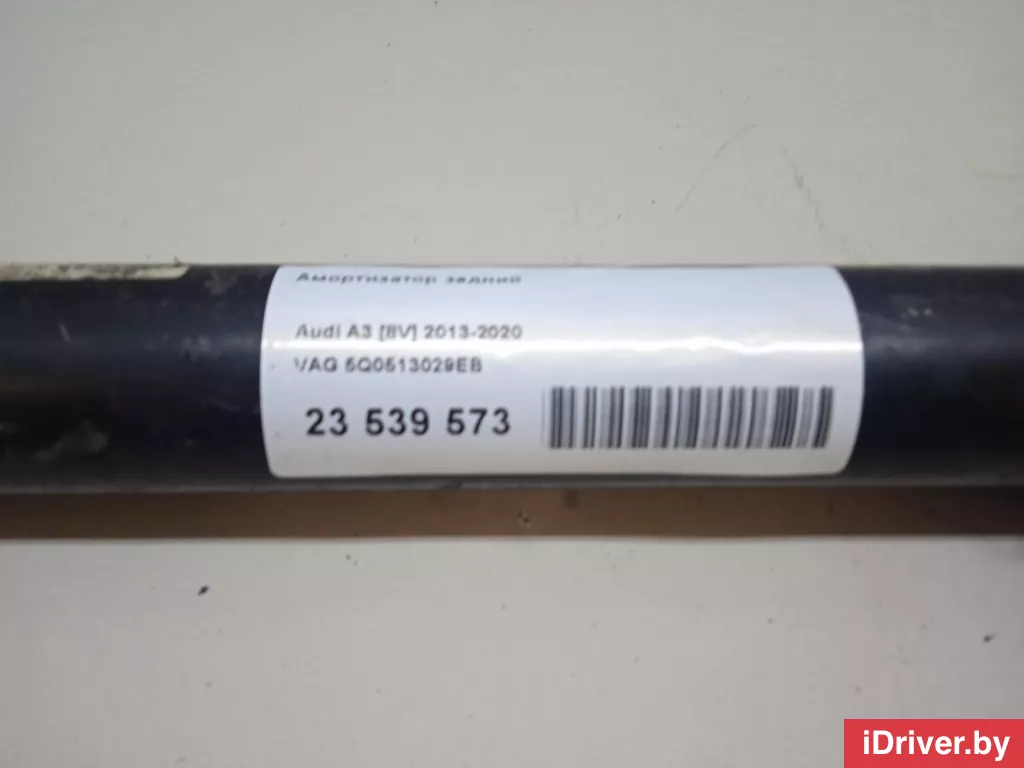 Амортизатор задний
Audi A3 [8V] 2013-2020
VAG 5Q0513029EB
23 539 573
iDriver.by